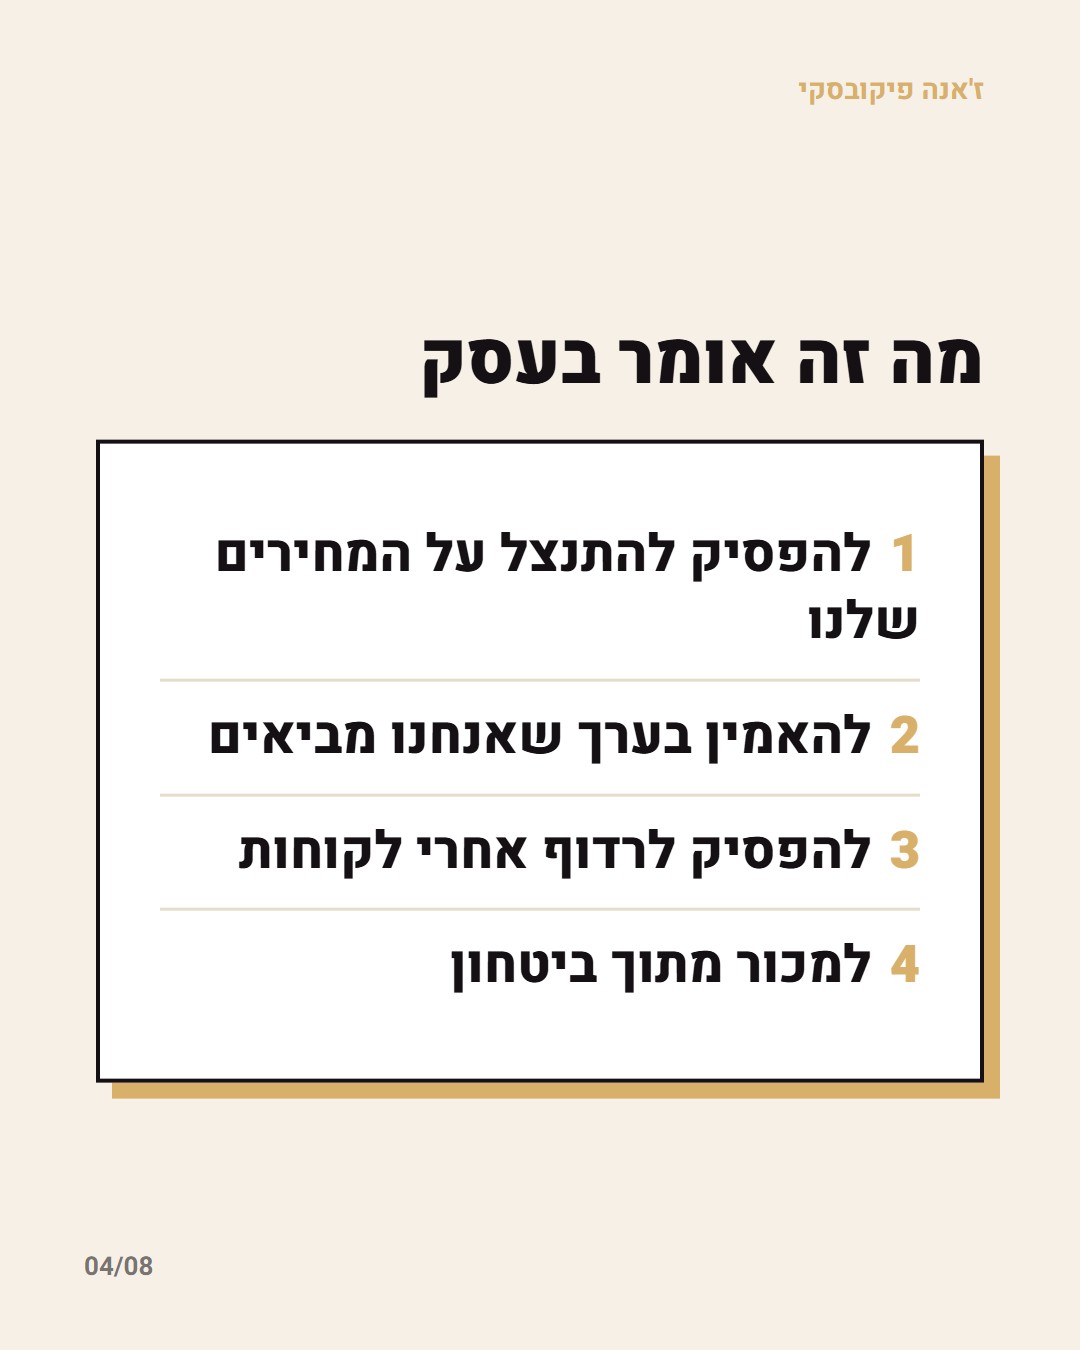 ז'אנה פיקובסקי
מה זה אומר בעסק
1 להפסיק להתנצל על המחירים
שלנו
2 להאמין בערך שאנחנו מביאים
3 להפסיק לרדוף אחרי לקוחות
4 למכור מתוך ביטחון
04/08